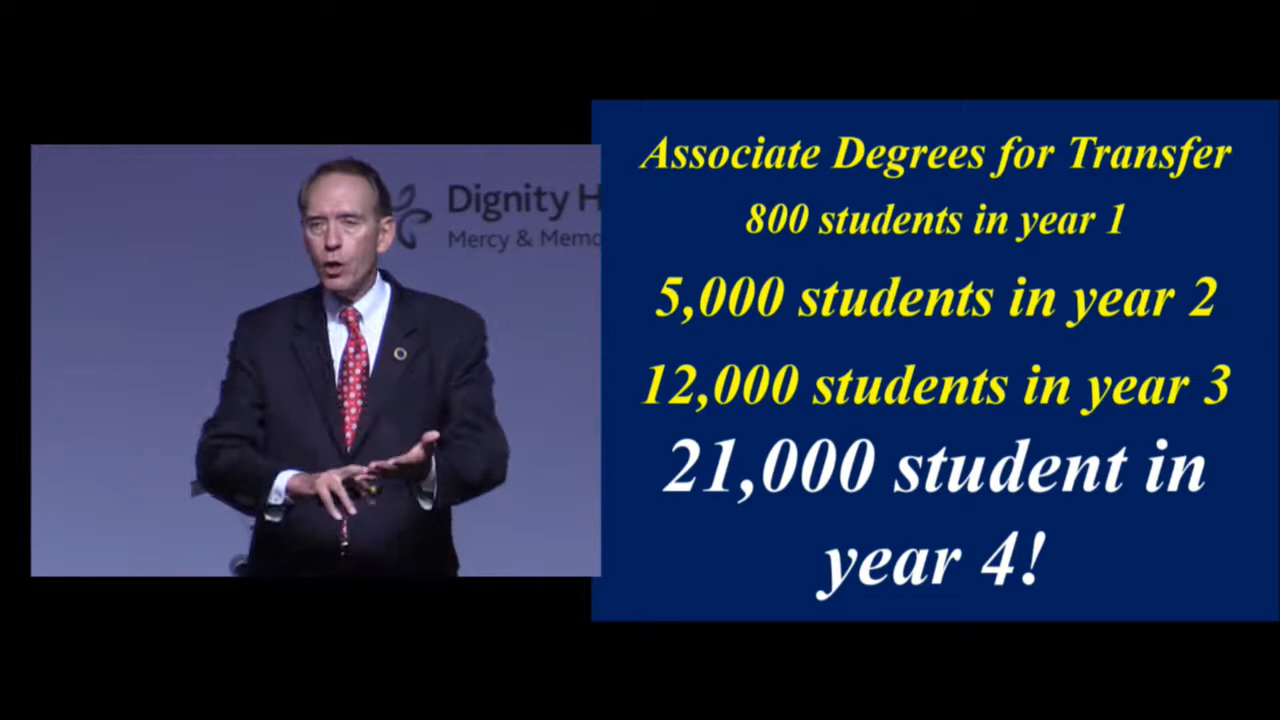 Dignity H
Mercy & Memo
Associate Degrees for Transfer
800 students in year 1
5,000 students in year 2
12,000 students in year 3
21,000 student in
year 4!